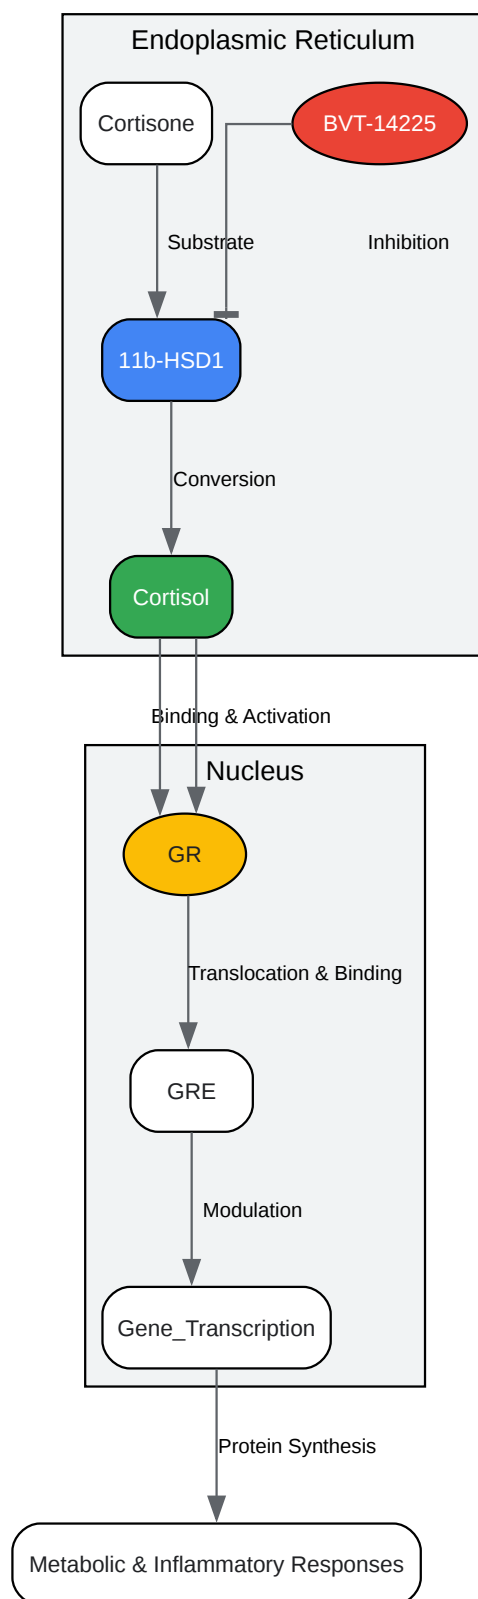 Endoplasmic Reticulum
Cortisone
BVT-14225
Substrate
Inhibition
11b-HSD1
Conversion
Cortisol
Binding & Activation
Nucleus
GR
Translocation & Binding
GRE
Modulation
Gene_Transcription
Protein Synthesis
Metabolic & Inflammatory Responses